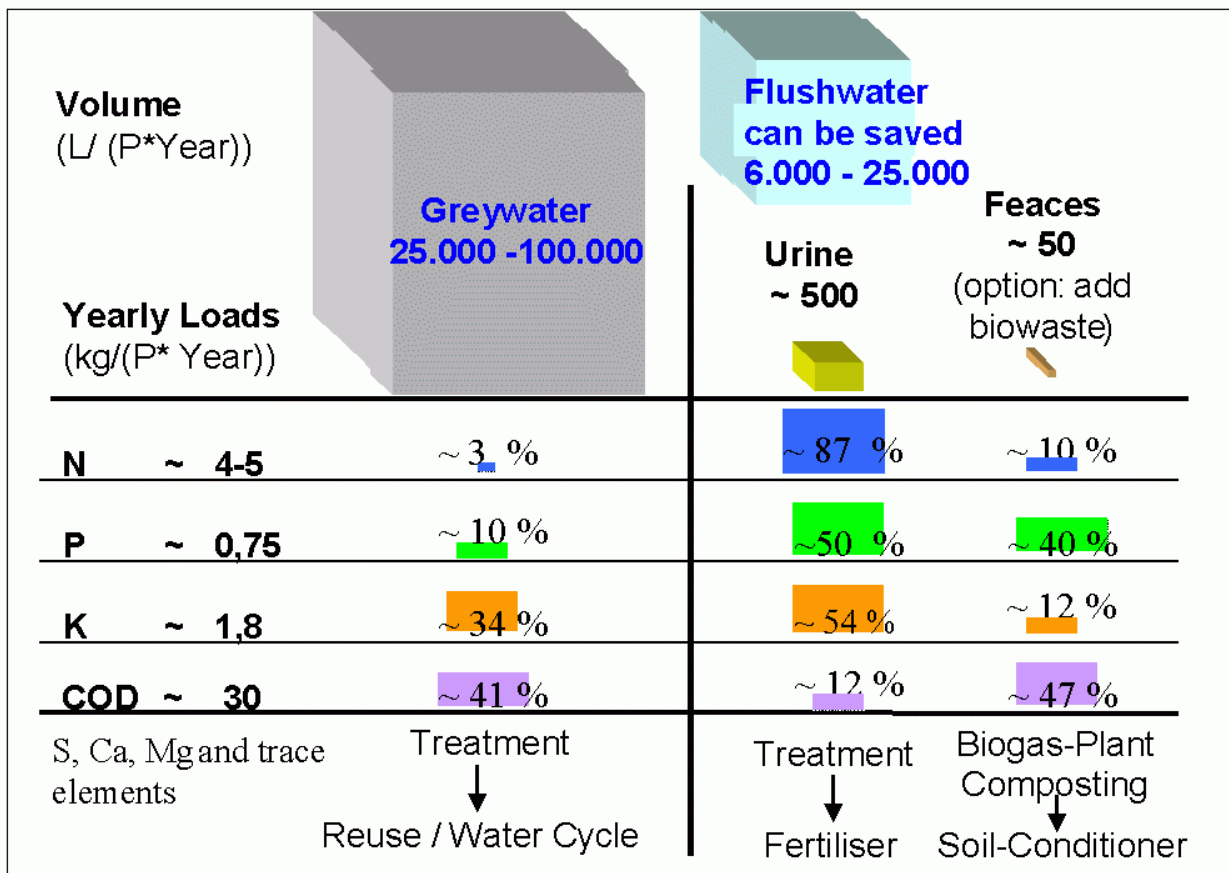 Volume
(L/ (P*Year))
Flushwater
can be saved
6.000 - 25.000
Greywater
25.000 -100.000
Feaces
~ 50
(option: add
biowaste)
Urine
~ 500
Yearly Loads
(kg/(P* Year))
N ~ 4-5 ~ 3 % ~ 87 % ~ 10 %
P ~ 0,75 ~ 10 % ~50 % ~ 40 %
K ~ 1,8 ~ 34 % ~ 54 % ~ 12 %
COD ~ 30 ~ 41 % ~ 12 % ~ 47 %
S, Ca, Mg and trace
elements
Treatment
Reuse / Water Cycle
Treatment
Fertiliser
Biogas-Plant
Composting
Soil-Conditioner